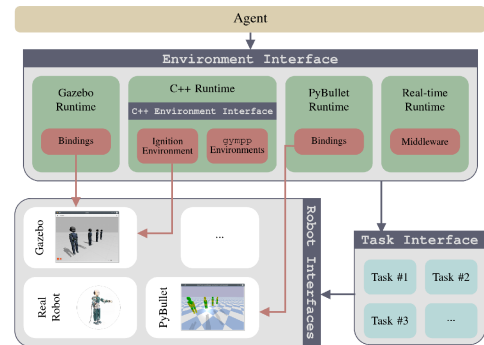 Agent
Environment Interface
Gazebo
Runtime
Bindings
C++ Runtime
C++ Environment Interface
Ignition
Environment
gympp
Environments
PyBullet
Runtime
Bindings
Real-time
Runtime
Middleware
Robot Interfaces
Gazebo
...
Real
Robot
PyBullet
Task Interface
Task #1
Task #2
Task #3
...